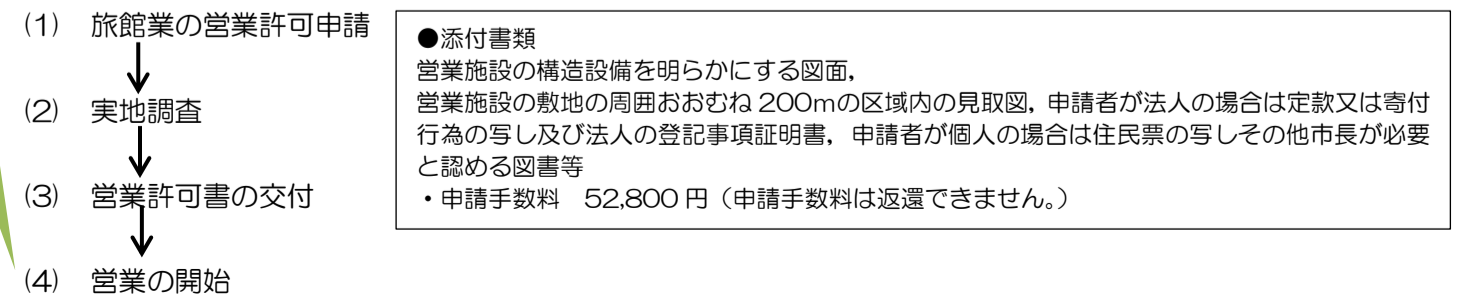 (1) 旅館業の営業許可申請
(2) 実地調査
(3) 営業許可書の交付
(4) 営業の開始
●添付書類
営業施設の構造設備を明らかにする図面，
営業施設の敷地の周囲おおむね 200mの区域内の見取図，申請者が法人の場合は定款又は寄付
行為の写し及び法人の登記事項証明書，申請者が個人の場合は住民票の写しその他市長が必要
と認める図書等
・申請手数料　52,800 円（申請手数料は返還できません。）